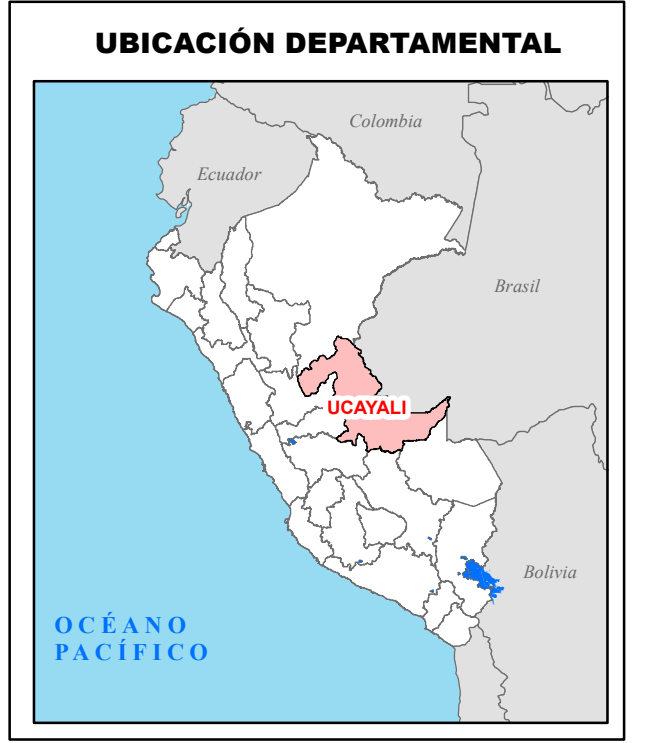 UBICACIÓN DEPARTAMENTAL
Colombia
Ecuador
Brasil
UCAYALI
Bolivia
OCÉANO
PACÍFICO